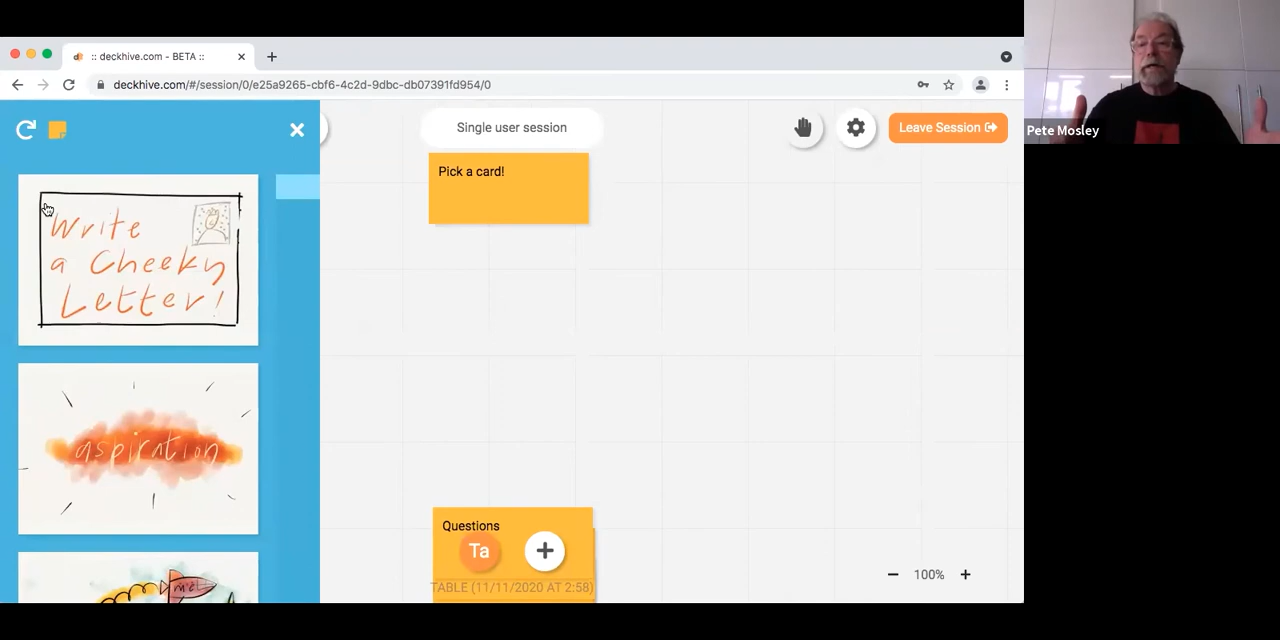 :: deckhive.com - BETA ::
deckhive.com/#/session/0/e25a9265-cbf6-4c2d-9dbc-db07391fd954/0
Single user session
Leave Session
Pick a card!
Write
a Cheeky
Letter!
aspiration
Questions
Ta
TABLE (11/11/2020 AT 2:58)
100%
Pete Mosley